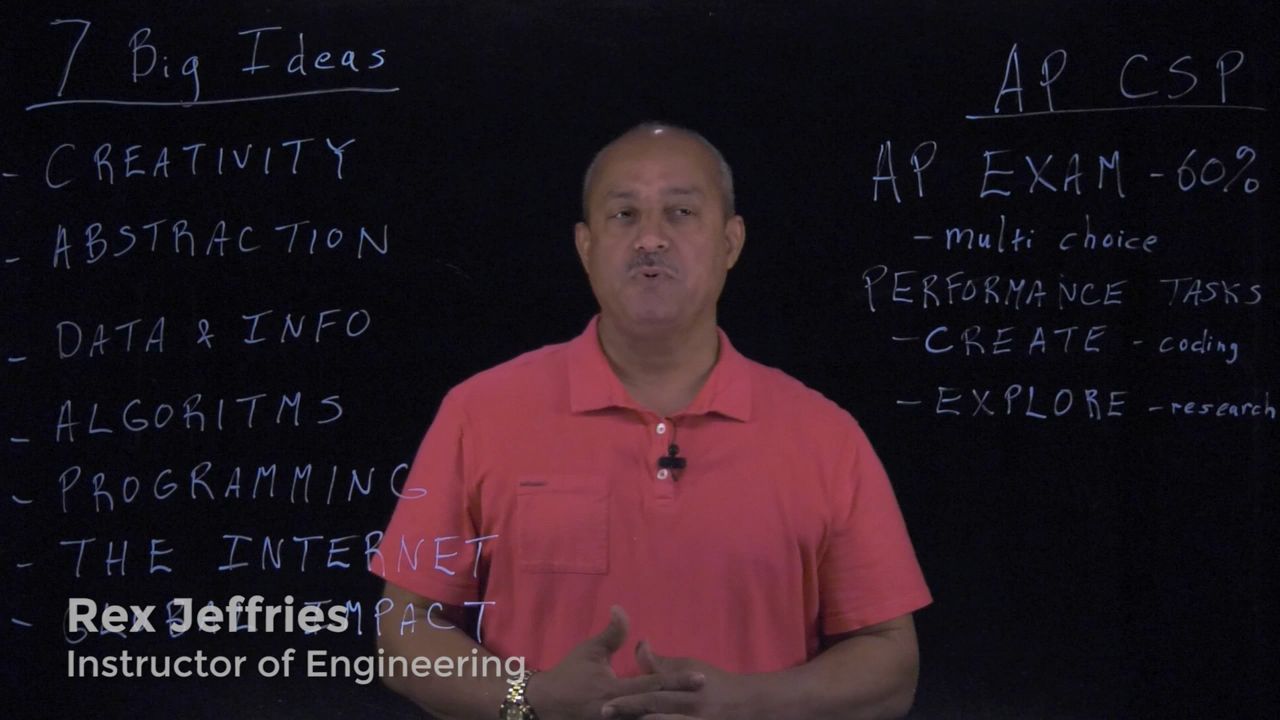 7 Big Ideas
- CREATIVITY
- ABSTRACTION
- DATA & INFO
- ALGORITMS
- PROGRAMMING
- THE INTERNET
- GLOBAL IMPACT
Rex Jeffries
Instructor of Engineering
AP CSP
AP EXAM - 60%
- multi choice
PERFORMANCE TASKS
- CREATE - coding
- EXPLORE - research